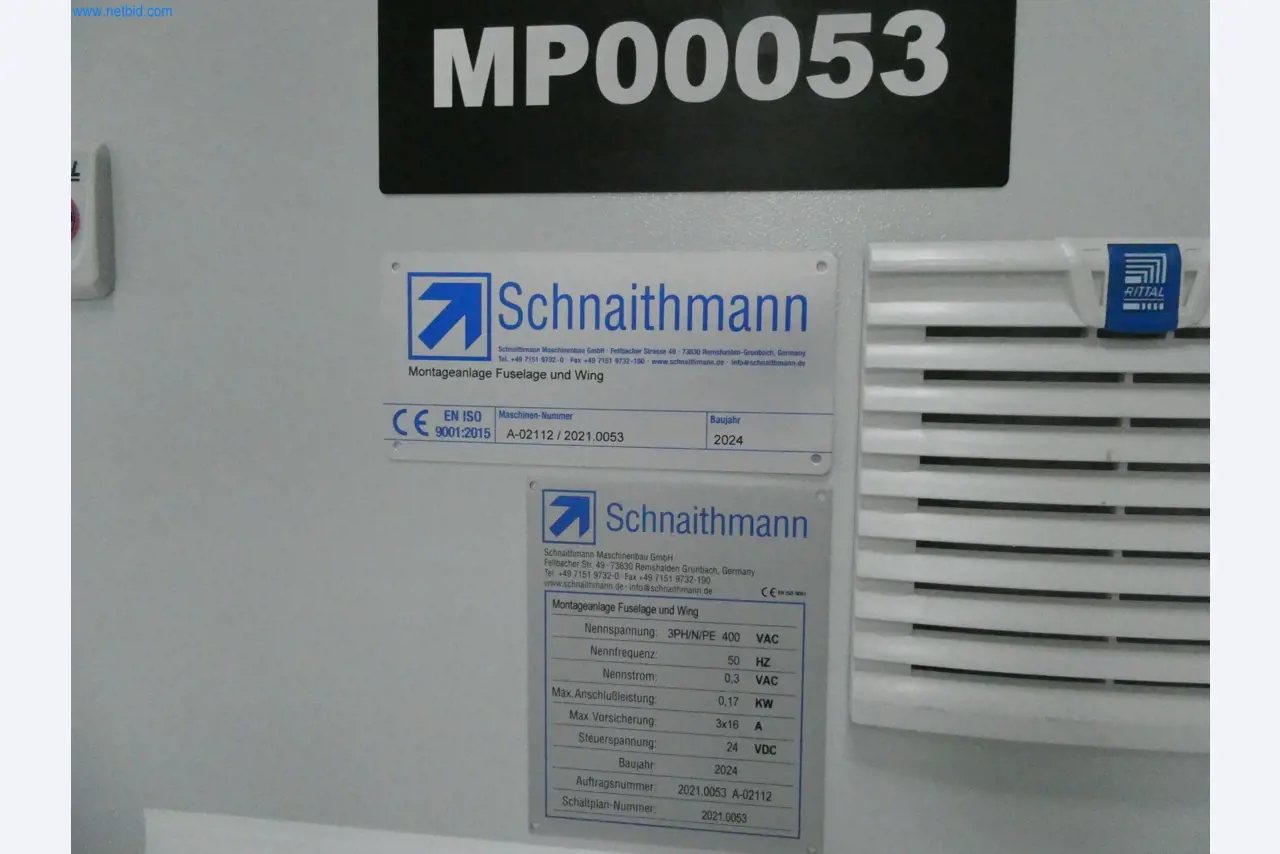 www.netbid.com
MP00053
L
Schnaithmann
Schnaithmann Maschinenbau GmbH · Fellbacher Strasse 49 · 73630 Remshalden-Grunbach, Germany
Tel. +49 7151 9732-0 · Fax +49 7151 9732-190 · www.schnaithmann.de · info@schnaithmann.de
Montageanlage Fuselage und Wing
CE EN ISO 9001:2015
Maschinen-Nummer
A-02112 / 2021.0053
Baujahr
2024
RITTAL
Schnaithmann
Schnaithmann Maschinenbau GmbH
Fellbacher Str. 49 · 73630 Remshalden Grunbach, Germany
Tel. +49 7151 9732-0 · Fax +49 7151 9732-190
www.schnaithmann.de · info@schnaithmann.de
CE EN ISO 9001
Montageanlage Fuselage und Wing
Nennspannung: 3PH/N/PE 400 VAC
Nennfrequenz: 50 HZ
Nennstrom: 0,3 VAC
Max. Anschlußleistung: 0,17 KW
Max. Vorsicherung: 3x16 A
Steuerspannung: 24 VDC
Baujahr: 2024
Auftragsnummer: 2021.0053 A-02112
Schaltplan-Nummer: 2021.0053